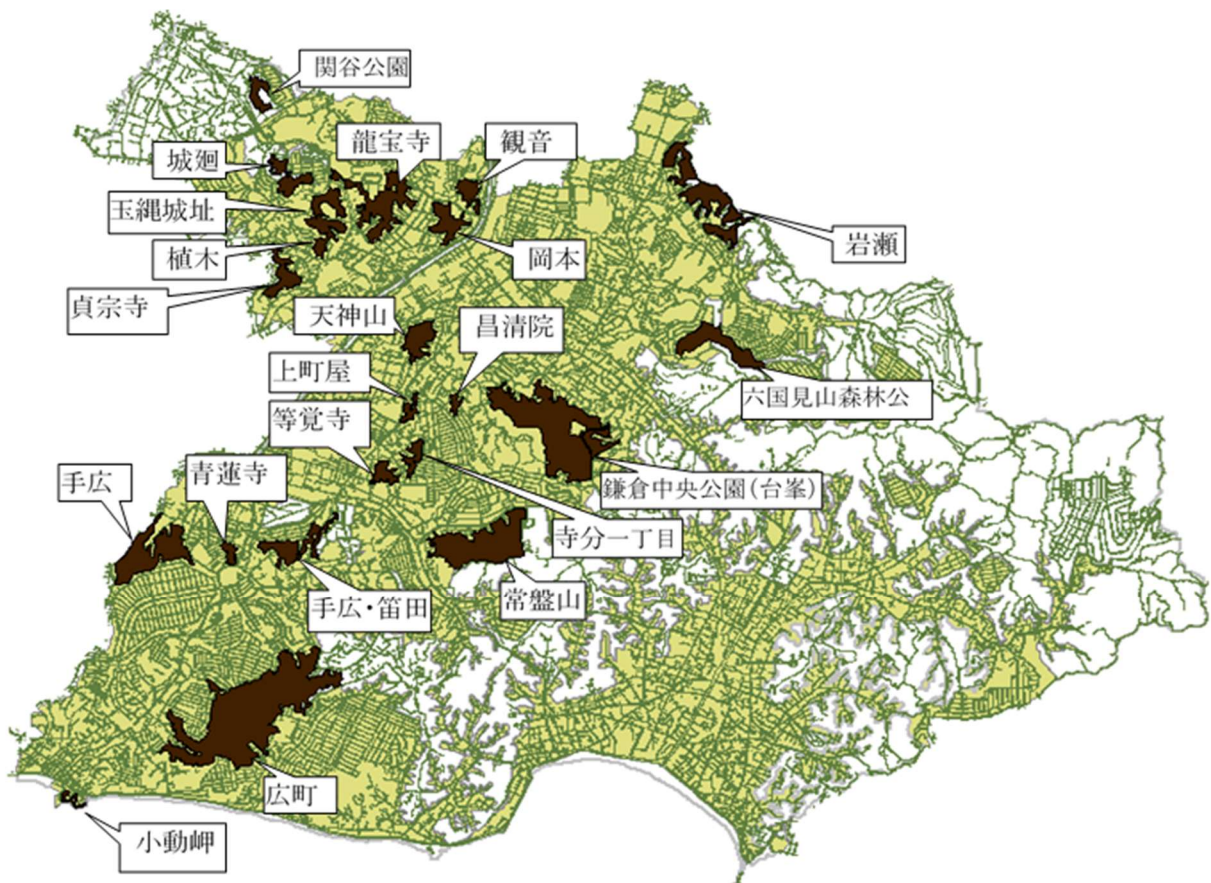 関谷公園
城廻
龍宝寺
観音
玉縄城址
岩瀬
植木
岡本
貞宗寺
天神山
昌清院
上町屋
六国見山森林公
等覚寺
手広
青蓮寺
鎌倉中央公園(台峯)
寺分一丁目
手広・笛田
常盤山
広町
小動岬